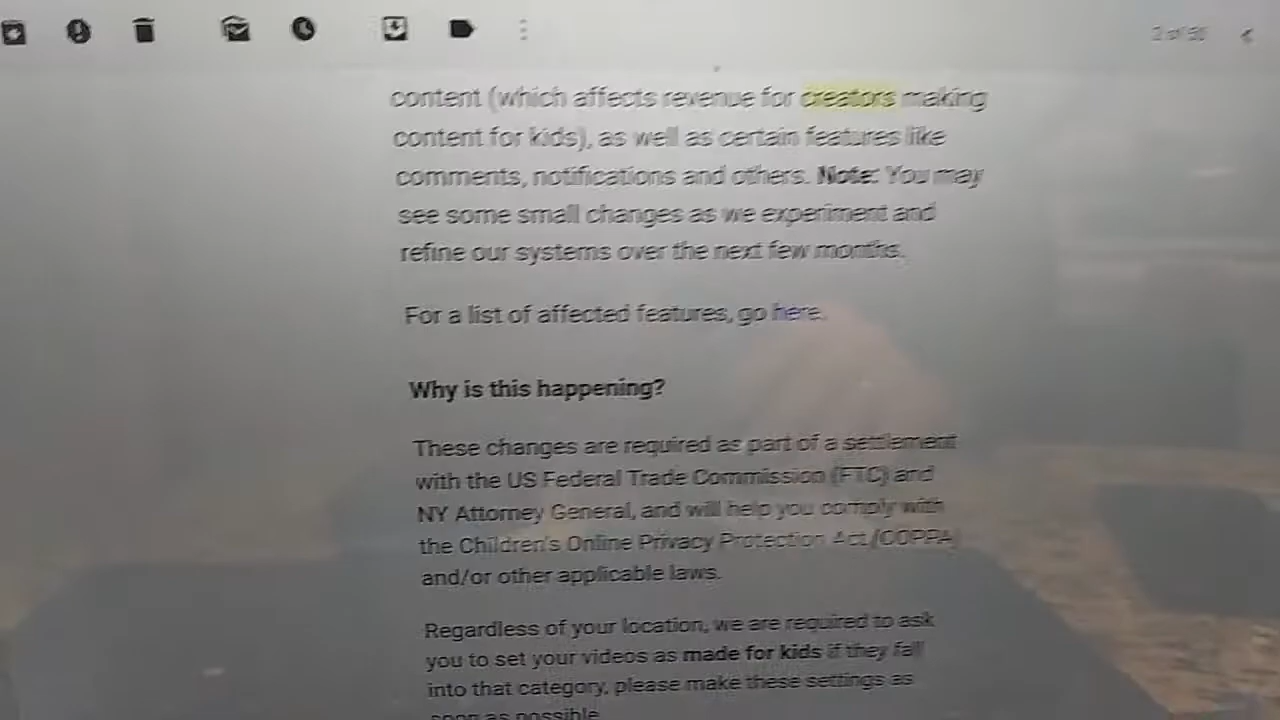 2 of 50
content (which affects revenue for creators making
content for kids), as well as certain features like
comments, notifications and others. Note: You may
see some small changes as we experiment and
refine our systems over the next few months.
For a list of affected features, go here.
Why is this happening?
These changes are required as part of a settlement
with the US Federal Trade Commission (FTC) and
NY Attorney General, and will help you comply with
the Children's Online Privacy Protection Act (COPPA)
and/or other applicable laws.
Regardless of your location, we are required to ask
you to set your videos as made for kids if they fall
into that category, please make these settings as
soon as possible